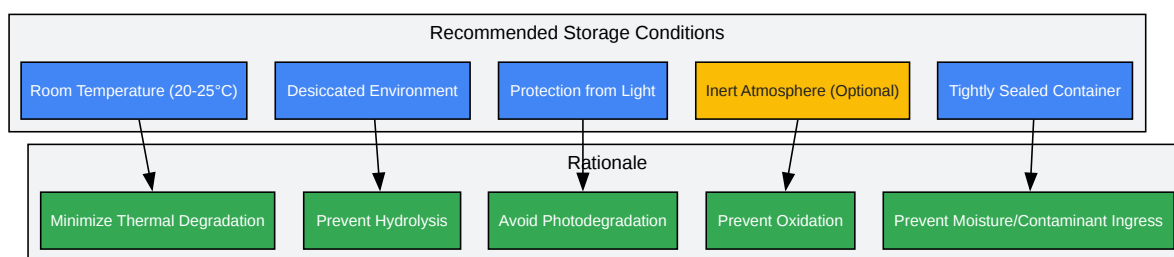 Recommended Storage Conditions
Room Temperature (20-25°C)
Desiccated Environment
Protection from Light
Inert Atmosphere (Optional)
Tightly Sealed Container
Rationale
Minimize Thermal Degradation
Prevent Hydrolysis
Avoid Photodegradation
Prevent Oxidation
Prevent Moisture/Contaminant Ingress